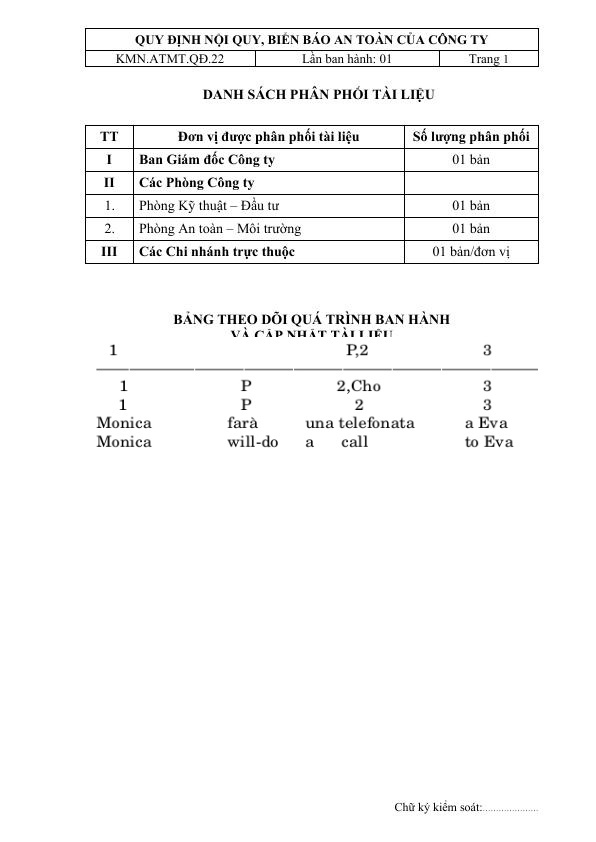 QUY ĐỊNH NỘI QUY, BIỂN BÁO AN TOÀN CỦA CÔNG TY
KMN.ATMT.QĐ.22 Lần ban hành: 01 Trang 1
DANH SÁCH PHÂN PHỐI TÀI LIỆU
TT Đơn vị được phân phối tài liệu Số lượng phân phối
I Ban Giám đốc Công ty 01 bản
II Các Phòng Công ty
1. Phòng Kỹ thuật – Đầu tư 01 bản
2. Phòng An toàn – Môi trường 01 bản
III Các Chi nhánh trực thuộc 01 bản/đơn vị
BẢNG THEO DÕI QUÁ TRÌNH BAN HÀNH
VÀ CẬP NHẬT TÀI LIỆU
1 P,2 3
1 P 2,Cho 3
1 P 2 3
Monica farà una telefonata a Eva
Monica will-do a call to Eva
Chữ ký kiểm soát:.....................